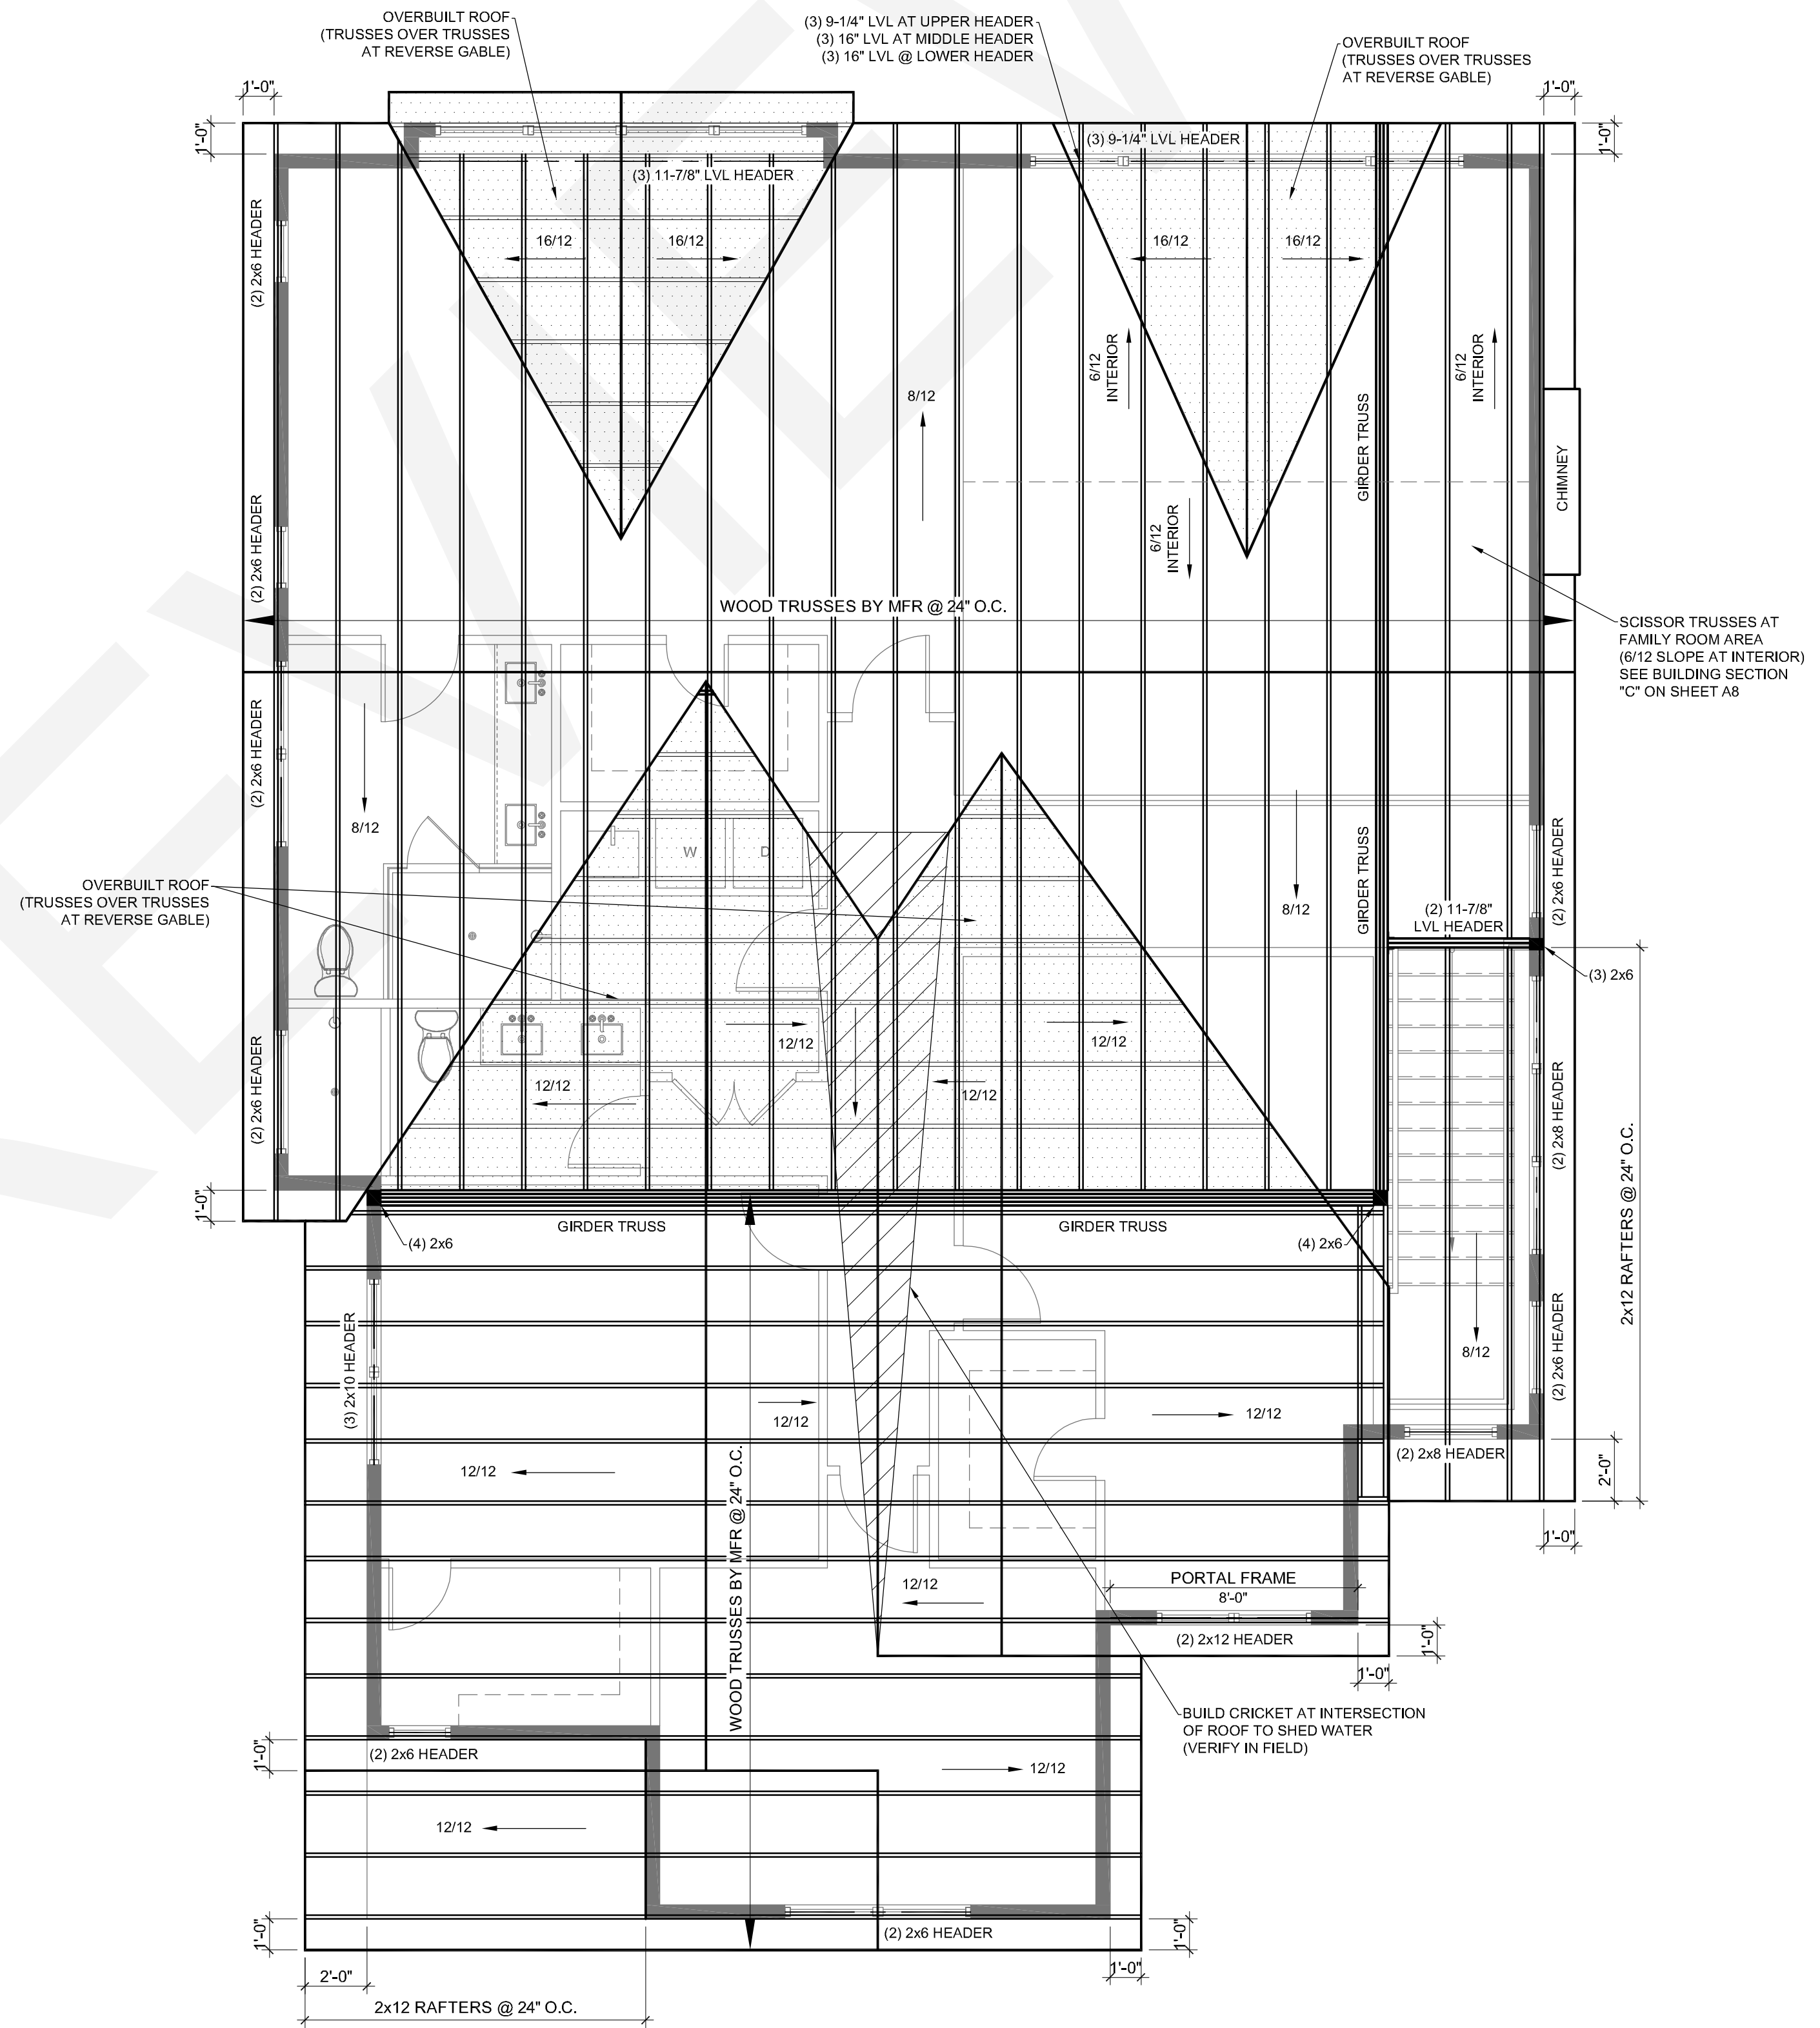 OVERBUILT ROOF
(TRUSSES OVER TRUSSES
AT REVERSE GABLE)
(3) 9-1/4" LVL AT UPPER HEADER
(3) 16" LVL AT MIDDLE HEADER
(3) 16" LVL @ LOWER HEADER
OVERBUILT ROOF
(TRUSSES OVER TRUSSES
AT REVERSE GABLE)
1'-0"
1'-0"
1'-0"
1'-0"
(3) 9-1/4" LVL HEADER
(3) 11-7/8" LVL HEADER
(2) 2x6 HEADER
16/12
16/12
16/12
16/12
6/12
INTERIOR
6/12
INTERIOR
8/12
GIRDER TRUSS
CHIMNEY
6/12
INTERIOR
(2) 2x6 HEADER
WOOD TRUSSES BY MFR @ 24" O.C.
SCISSOR TRUSSES AT
FAMILY ROOM AREA
(6/12 SLOPE AT INTERIOR)
SEE BUILDING SECTION
"C" ON SHEET A8
(2) 2x6 HEADER
8/12
W
D
GIRDER TRUSS
(2) 2x6 HEADER
OVERBUILT ROOF
(TRUSSES OVER TRUSSES
AT REVERSE GABLE)
8/12
(2) 11-7/8"
LVL HEADER
(3) 2x6
12/12
12/12
12/12
12/12
(2) 2x6 HEADER
(2) 2x8 HEADER
2x12 RAFTERS @ 24" O.C.
1'-0"
GIRDER TRUSS
GIRDER TRUSS
(4) 2x6
(4) 2x6
(3) 2x10 HEADER
8/12
(2) 2x6 HEADER
12/12
12/12
12/12
(2) 2x8 HEADER
2'-0"
1'-0"
WOOD TRUSSES BY MFR @ 24" O.C.
12/12
PORTAL FRAME
8'-0"
(2) 2x12 HEADER
1'-0"
1'-0"
BUILD CRICKET AT INTERSECTION
OF ROOF TO SHED WATER
(VERIFY IN FIELD)
(2) 2x6 HEADER
1'-0"
12/12
12/12
(2) 2x6 HEADER
1'-0"
1'-0"
1'-0"
2'-0"
2x12 RAFTERS @ 24" O.C.